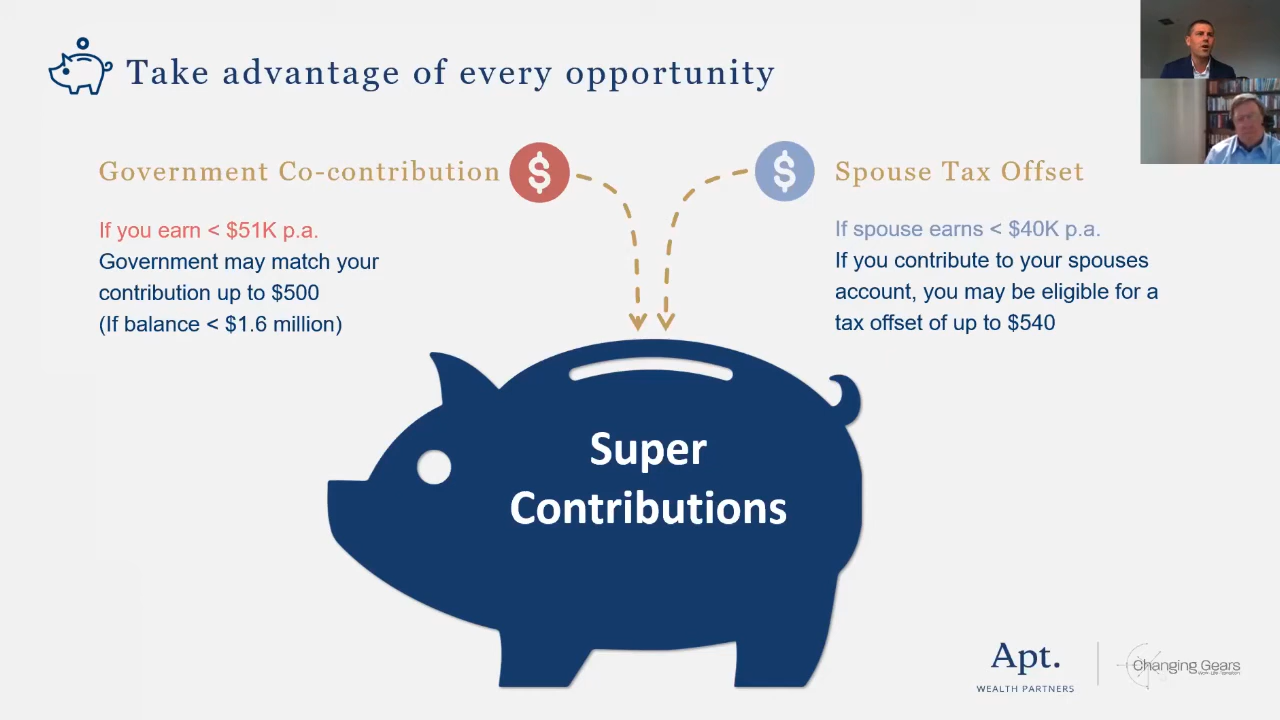 Take advantage of every opportunity
Government Co-contribution
$
If you earn < $51K p.a.
Government may match your
contribution up to $500
(If balance < $1.6 million)
$
Spouse Tax Offset
If spouse earns < $40K p.a.
If you contribute to your spouses
account, you may be eligible for a
tax offset of up to $540
Super
Contributions
Apt.
WEALTH PARTNERS
Changing Gears
Work Life Transition